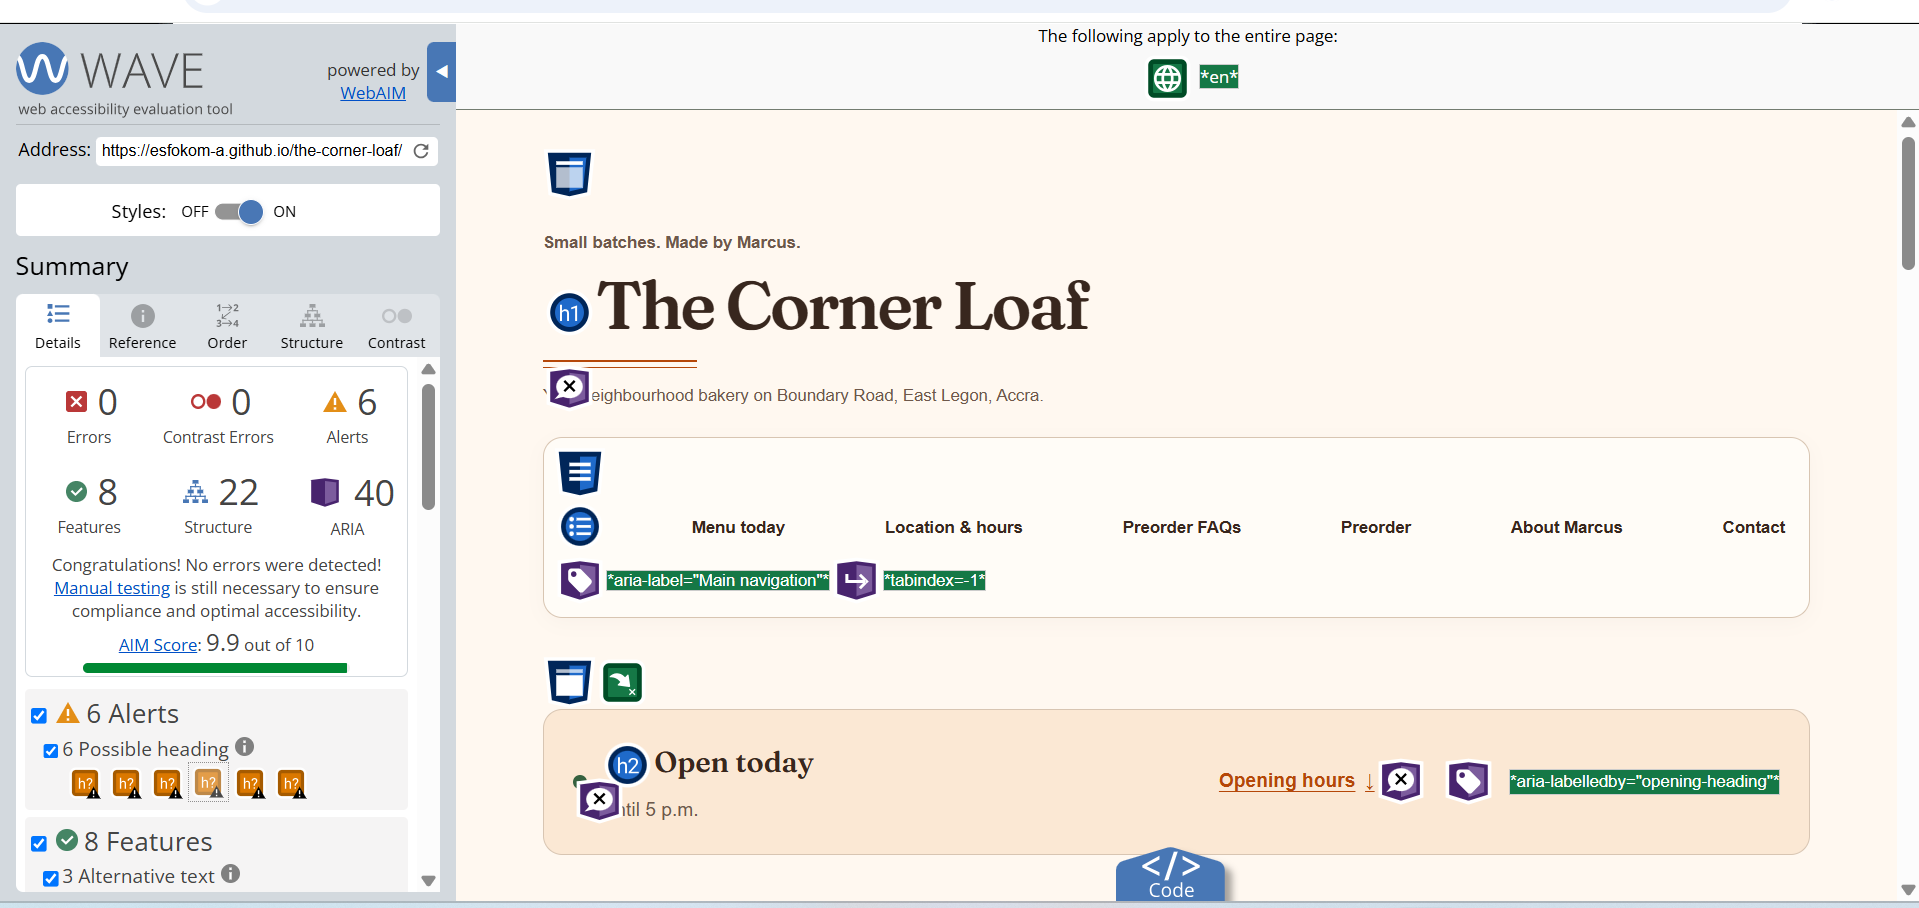 WAVE
web accessibility evaluation tool
powered by
WebAIM
Address: https://esfokom-a.github.io/the-corner-loaf/
Styles: OFF ON
Summary
Details
Reference
Order
Structure
Contrast
0
Errors
0
Contrast Errors
6
Alerts
8
Features
22
Structure
40
ARIA
Congratulations! No errors were detected!
Manual testing is still necessary to ensure
compliance and optimal accessibility.
AIM Score: 9.9 out of 10
6 Alerts
6 Possible heading
h? h? h? h? h? h?
8 Features
3 Alternative text
The following apply to the entire page:
*en*
Small batches. Made by Marcus.
h1 The Corner Loaf
eighbourhood bakery on Boundary Road, East Legon, Accra.
Menu today
Location & hours
Preorder FAQs
Preorder
About Marcus
Contact
*aria-label="Main navigation"* *tabindex=-1*
h2 Open today
til 5 p.m.
Opening hours ↓
*aria-labelledby="opening-heading"*
</>
Code